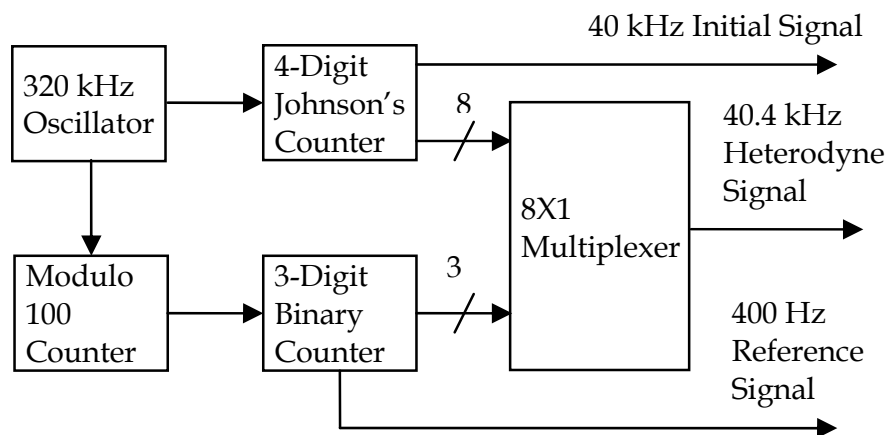 40 kHz Initial Signal
320 kHz
Oscillator
4-Digit
Johnson's
Counter
8
40.4 kHz
Heterodyne
Signal
8X1
Multiplexer
Modulo
100
Counter
3-Digit
Binary
Counter
3
400 Hz
Reference
Signal